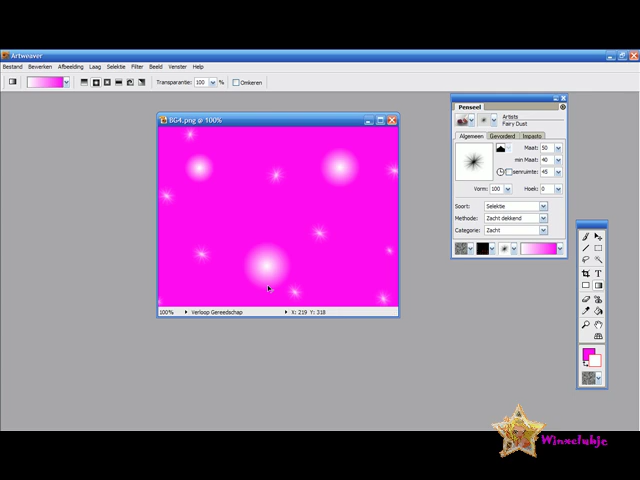 Artweaver
Bestand Bewerken Afbeelding Laag Selektie Filter Beeld Venster Help
Transparantie: 100 % Omkeren
BG4.png @ 100%
100% Verloop Gereedschap X: 219 Y: 318
Penseel
Artists
Fairy Dust
Algemeen Gevorderd Impasto
Maat: 50
min Maat: 40
senruimte: 45
Vorm: 100 Hoek: 0
Soort: Selektie
Methode: Zacht dekkend
Categorie: Zacht
T
Winxclubje